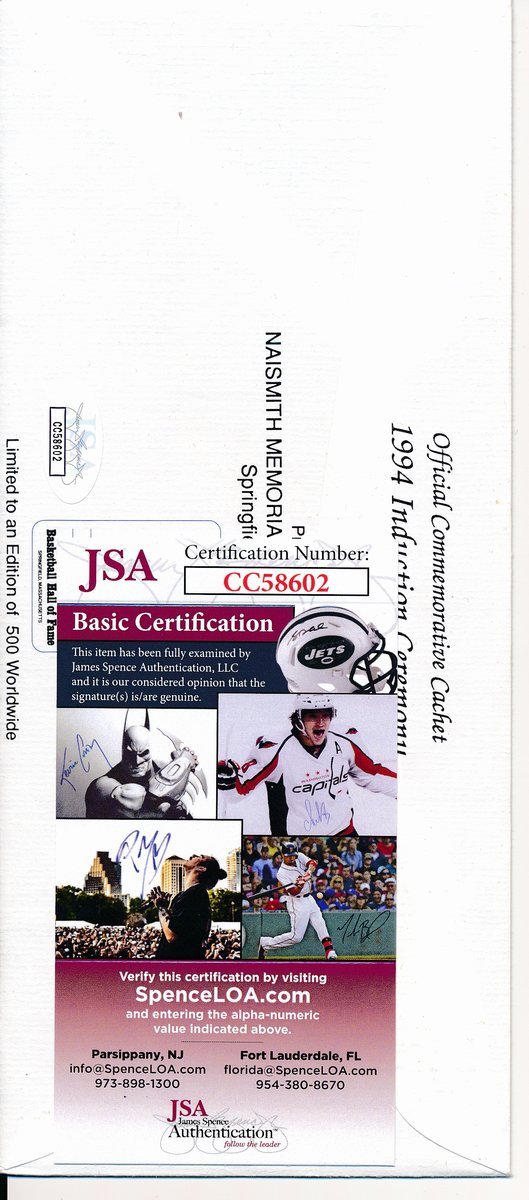 Official Commemorative Cachet
1994 Induction Ceremony
NAISMITH MEMORIA
Springfi
Limited to an Edition of 500 Worldwide
Basketball Hall of Fame
SPRINGFIELD, MASSACHUSETTS
JSA
CC58602
JSA
Certification Number:
CC58602
Basic Certification
This item has been fully examined by
James Spence Authentication, LLC
and it is our considered opinion that the
signature(s) is/are genuine.
JETS
capitals
A
Verify this certification by visiting
SpenceLOA.com
and entering the alpha-numeric
value indicated above.
Parsippany, NJ
info@SpenceLOA.com
973-898-1300
Fort Lauderdale, FL
florida@SpenceLOA.com
954-380-8670
JSA
James Spence
Authentication
follow the leader